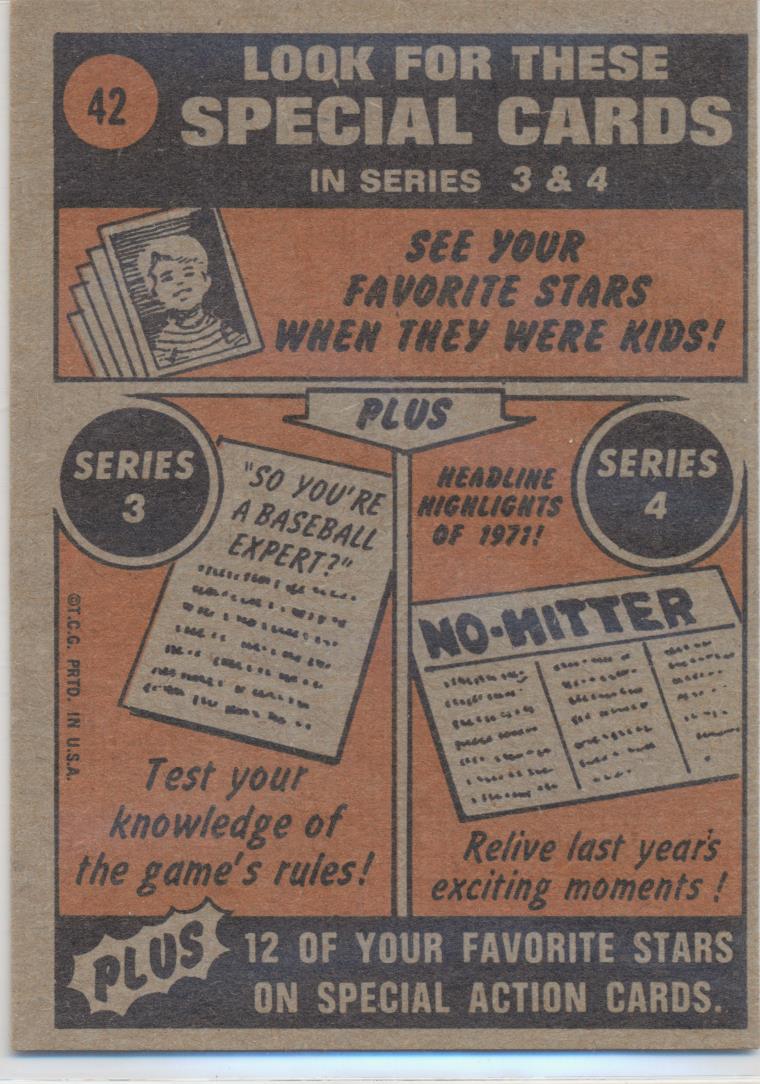 42
LOOK FOR THESE
SPECIAL CARDS
IN SERIES 3 & 4
SEE YOUR
FAVORITE STARS
WHEN THEY WERE KIDS!
PLUS
SERIES
3
"SO YOU'RE
A BASEBALL
EXPERT?"
Test your
knowledge of
the game's rules!
HEADLINE
HIGHLIGHTS
OF 1971!
SERIES
4
NO-HITTER
Relive last year's
exciting moments!
©T.C.G. PRTD. IN U.S.A.
PLUS
12 OF YOUR FAVORITE STARS
ON SPECIAL ACTION CARDS.